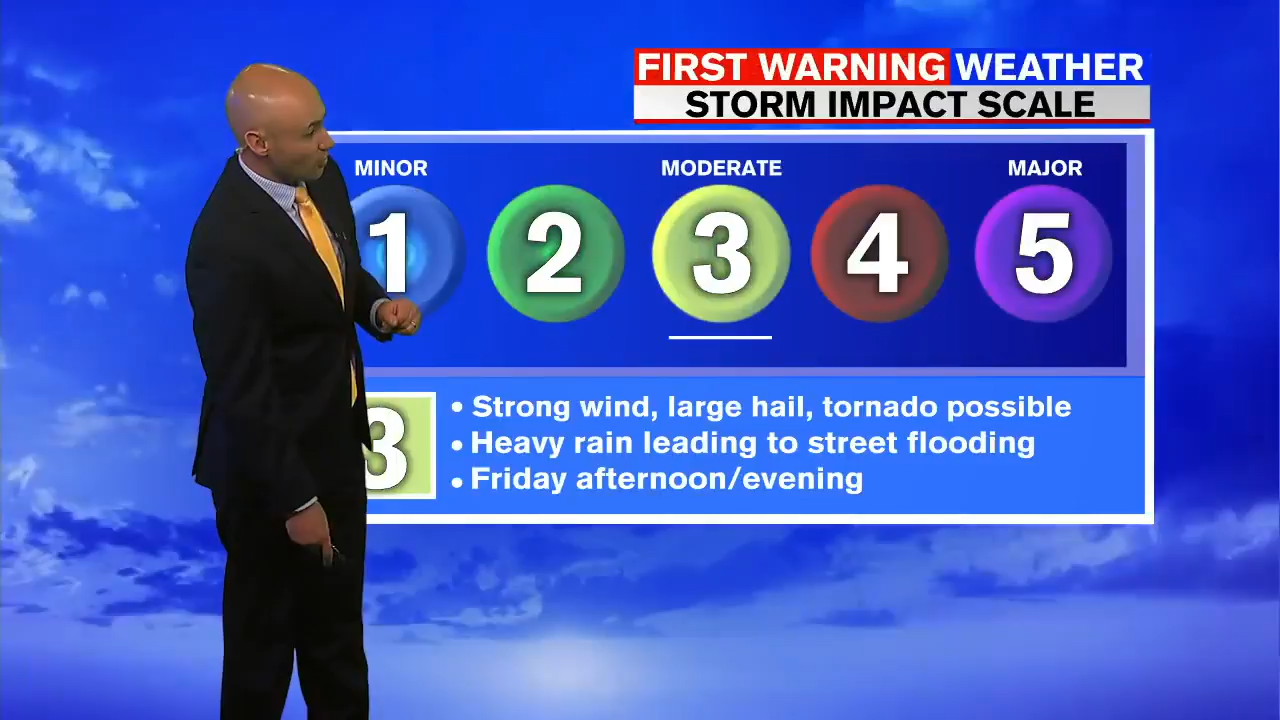 FIRST WARNING WEATHER
STORM IMPACT SCALE
MINOR MODERATE MAJOR
1 2 3 4 5
3
• Strong wind, large hail, tornado possible
• Heavy rain leading to street flooding
• Friday afternoon/evening